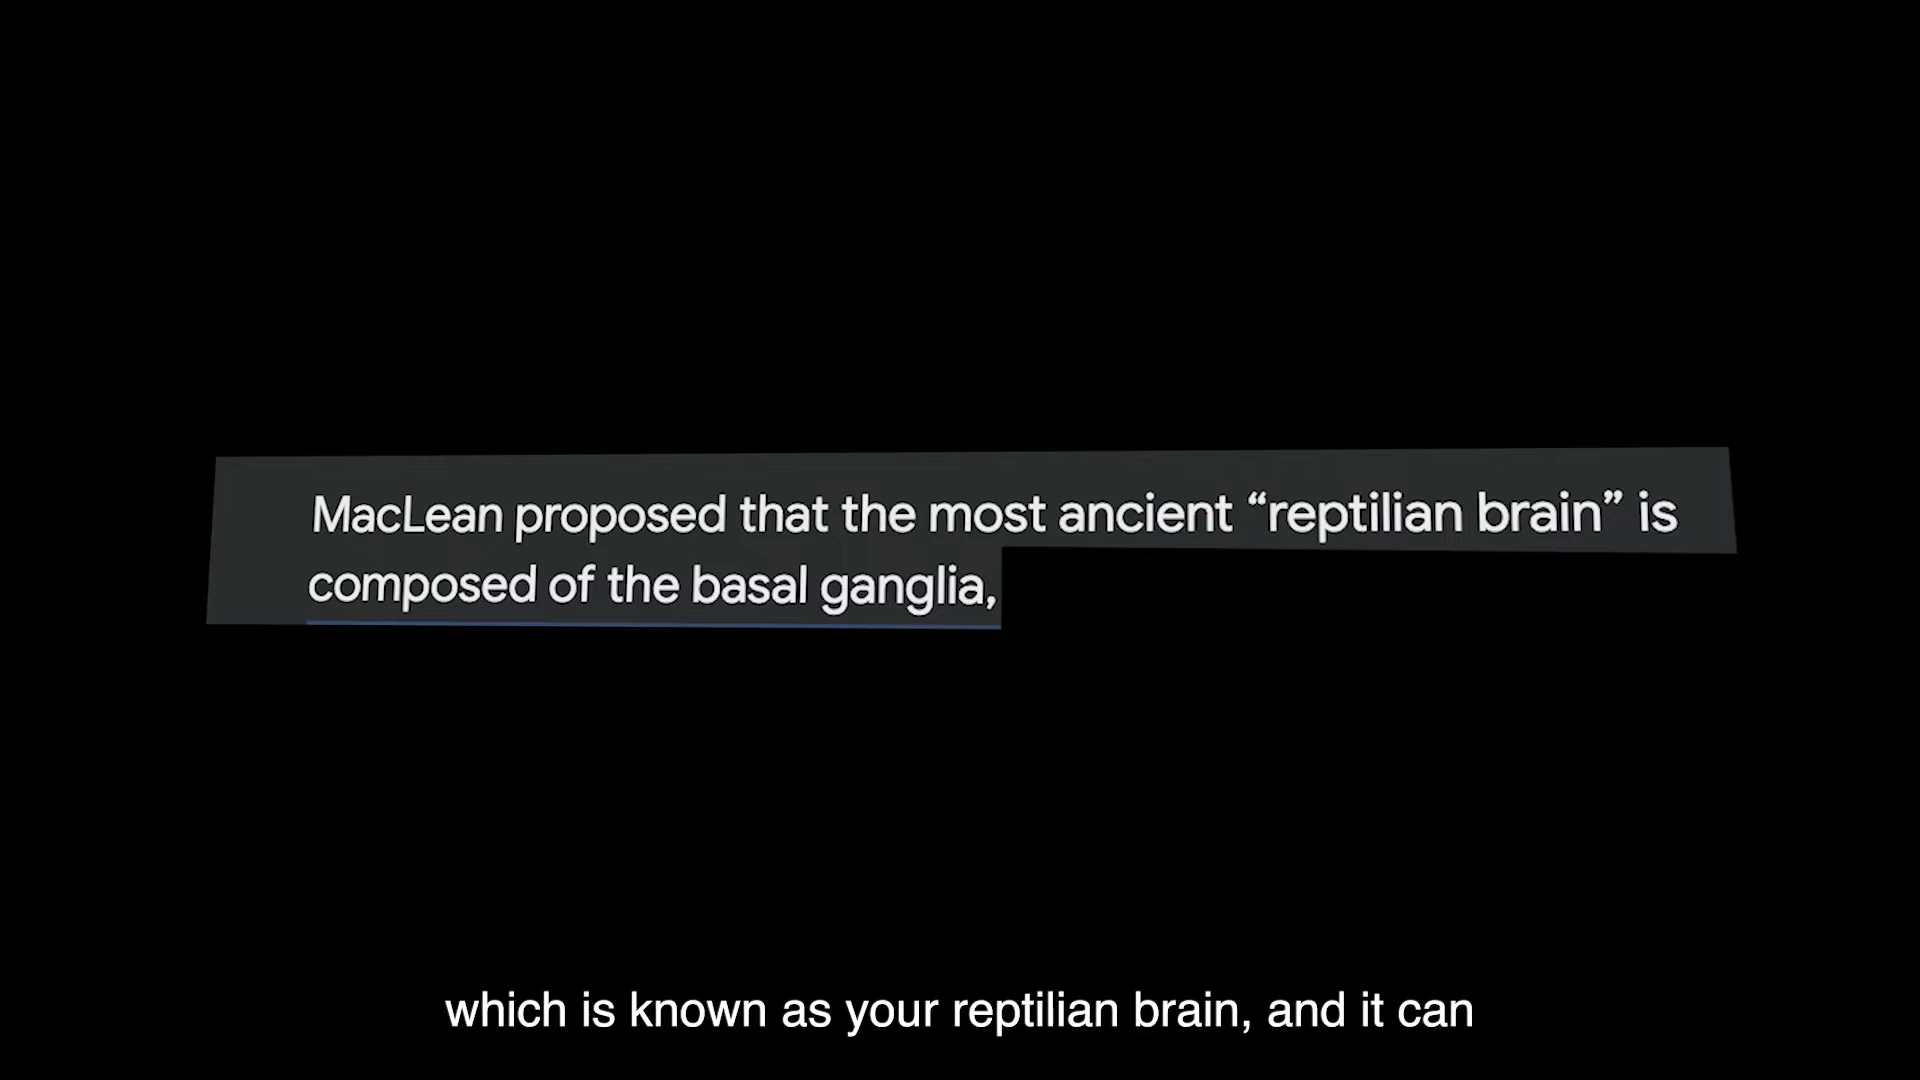 MacLean proposed that the most ancient “reptilian brain” is
composed of the basal ganglia,
which is known as your reptilian brain, and it can